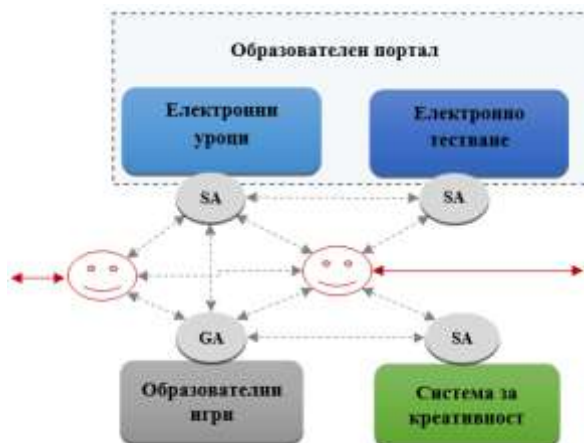 Образователен портал
Електронни
уроци
Електронно
тестване
SA
SA
GA
SA
Образователни
игри
Система за
креативност